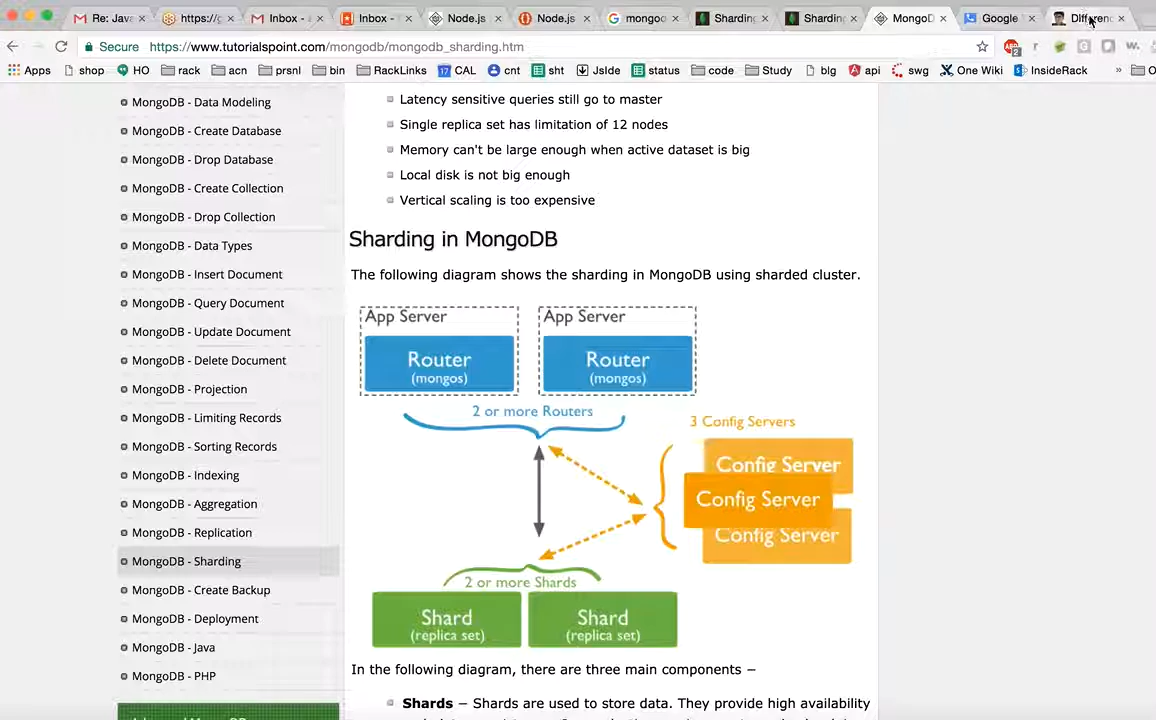 Re: Java
https://g
Inbox -
Inbox -
Node.js
Node.js
mongoc
Sharding
Sharding
MongoD
Google
Differenc
Secure https://www.tutorialspoint.com/mongodb/mongodb_sharding.htm
Apps shop HO rack acn prsnl bin RackLinks CAL cnt sht JsIde status code Study blg api swg One Wiki InsideRack » O
MongoDB - Data Modeling
MongoDB - Create Database
MongoDB - Drop Database
MongoDB - Create Collection
MongoDB - Drop Collection
MongoDB - Data Types
MongoDB - Insert Document
MongoDB - Query Document
MongoDB - Update Document
MongoDB - Delete Document
MongoDB - Projection
MongoDB - Limiting Records
MongoDB - Sorting Records
MongoDB - Indexing
MongoDB - Aggregation
MongoDB - Replication
MongoDB - Sharding
MongoDB - Create Backup
MongoDB - Deployment
MongoDB - Java
MongoDB - PHP
Latency sensitive queries still go to master
Single replica set has limitation of 12 nodes
Memory can't be large enough when active dataset is big
Local disk is not big enough
Vertical scaling is too expensive
Sharding in MongoDB
The following diagram shows the sharding in MongoDB using sharded cluster.
App Server
Router
(mongos)
App Server
Router
(mongos)
2 or more Routers
3 Config Servers
Config Server
Config Server
Config Server
2 or more Shards
Shard
(replica set)
Shard
(replica set)
In the following diagram, there are three main components −
Shards − Shards are used to store data. They provide high availability